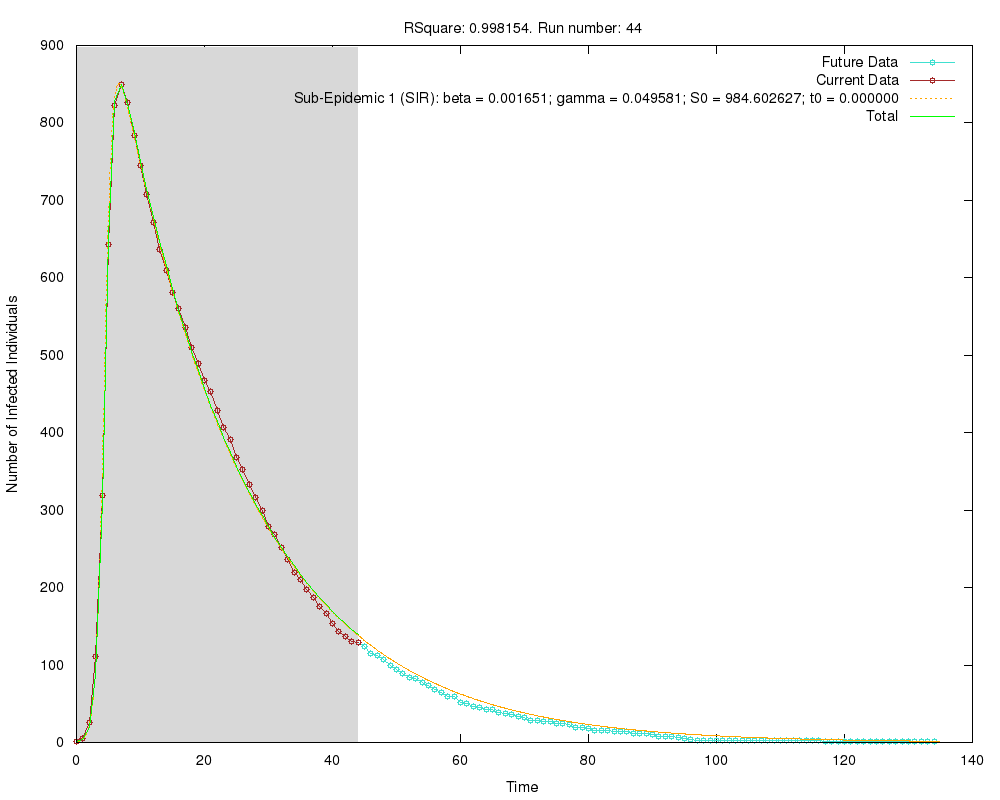 RSquare: 0.998154. Run number: 44
900
800
700
600
500
400
300
200
100
0
Number of Infected Individuals
Future Data
Current Data
Sub-Epidemic 1 (SIR): beta = 0.001651; gamma = 0.049581; S0 = 984.602627; t0 = 0.000000
Total
0 20 40 60 80 100 120 140
Time